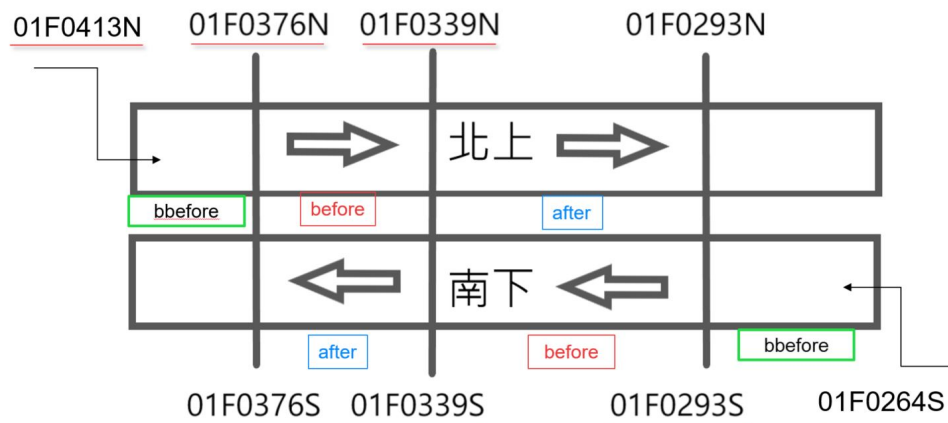 01F0413N
01F0376N
01F0339N
01F0293N
北上
bbefore
before
after
南下
after
before
bbefore
01F0376S
01F0339S
01F0293S
01F0264S